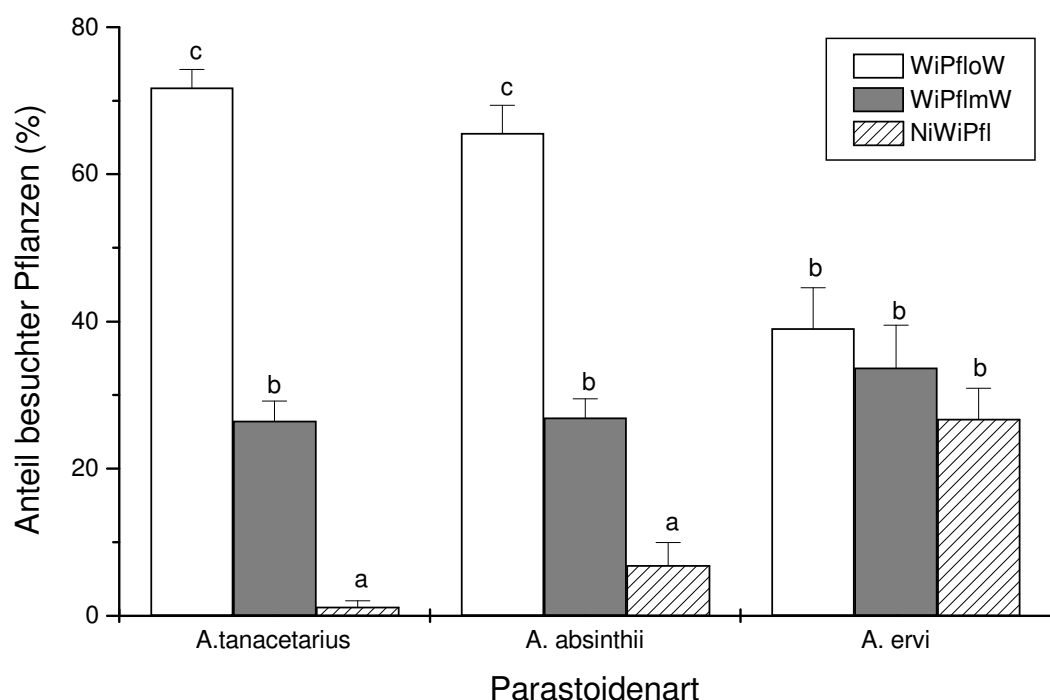 80
60
40
20
0
Anteil besuchter Pflanzen (%)
c
b
a
c
b
a
b
b
b
WiPfloW
WiPflmW
NiWiPfl
A.tanacetarius
A. absinthii
A. ervi
Parastoidenart